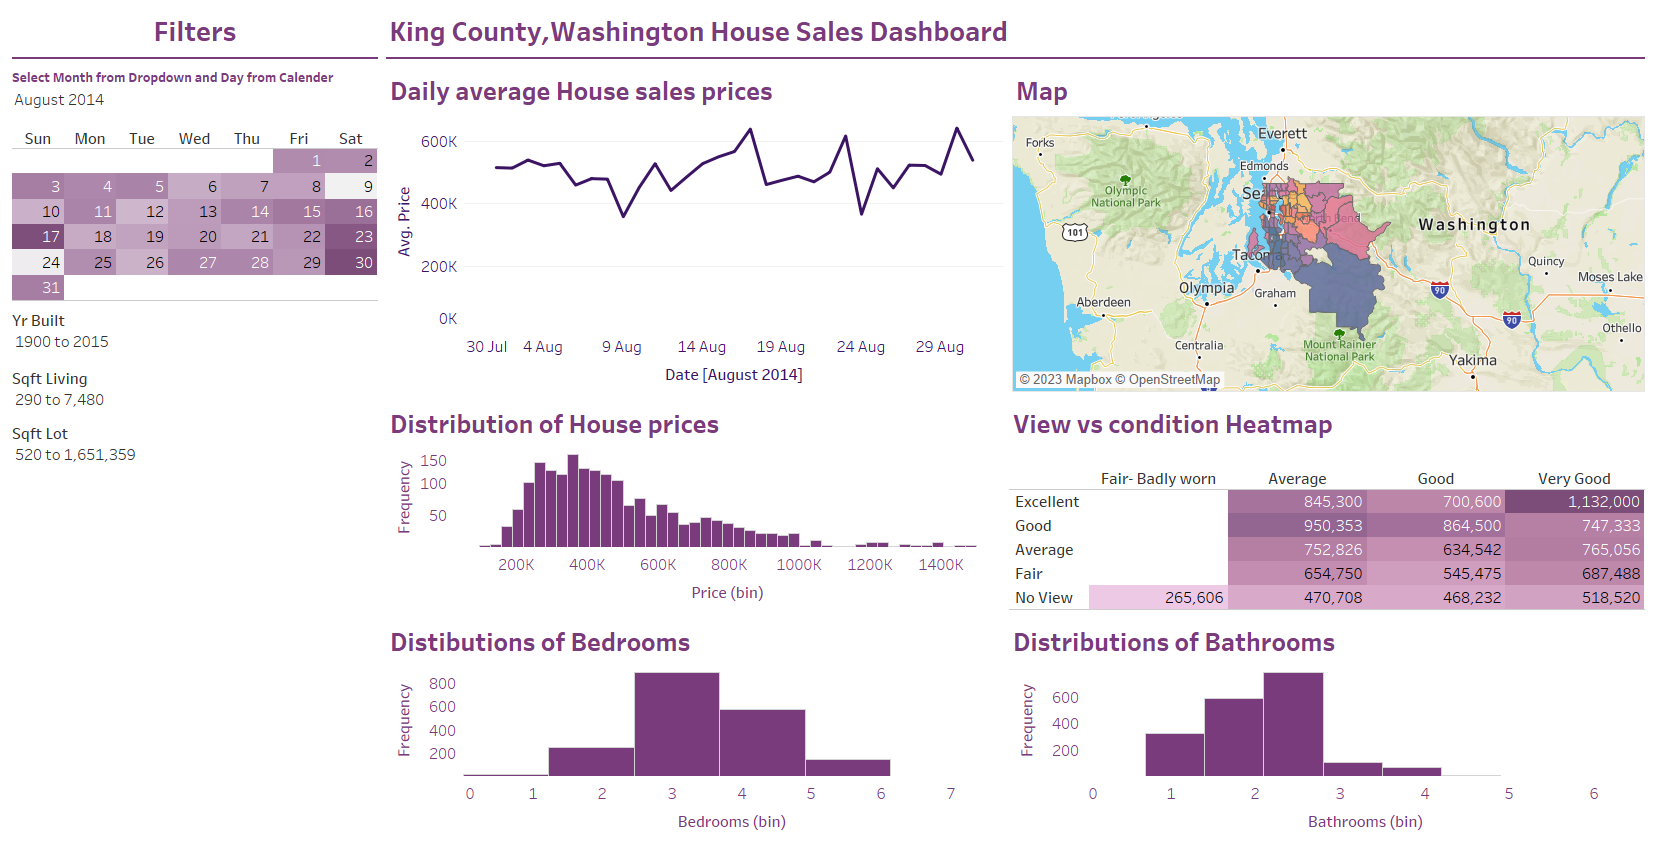 Filters
King County,Washington House Sales Dashboard
Select Month from Dropdown and Day from Calender
August 2014
Sun Mon Tue Wed Thu Fri Sat
1 2
3 4 5 6 7 8 9
10 11 12 13 14 15 16
17 18 19 20 21 22 23
24 25 26 27 28 29 30
31
Yr Built
1900 to 2015
Sqft Living
290 to 7,480
Sqft Lot
520 to 1,651,359
Daily average House sales prices
Avg. Price
600K
400K
200K
0K
30 Jul 4 Aug 9 Aug 14 Aug 19 Aug 24 Aug 29 Aug
Date [August 2014]
Map
Forks
Everett
Edmonds
Olympic
National Park
Sea
North Bend
101
Washington
Tacoma
Quincy
Moses Lake
Olympia
Graham
90
Aberdeen
90
Othello
Centralia
Mount Rainier
National Park
Yakima
© 2023 Mapbox © OpenStreetMap
Distribution of House prices
Frequency
150
100
50
200K 400K 600K 800K 1000K 1200K 1400K
Price (bin)
View vs condition Heatmap
Fair- Badly worn Average Good Very Good
Excellent 845,300 700,600 1,132,000
Good 950,353 864,500 747,333
Average 752,826 634,542 765,056
Fair 654,750 545,475 687,488
No View 265,606 470,708 468,232 518,520
Distibutions of Bedrooms
Frequency
800
600
400
200
0 1 2 3 4 5 6 7
Bedrooms (bin)
Distributions of Bathrooms
Frequency
600
400
200
0 1 2 3 4 5 6
Bathrooms (bin)